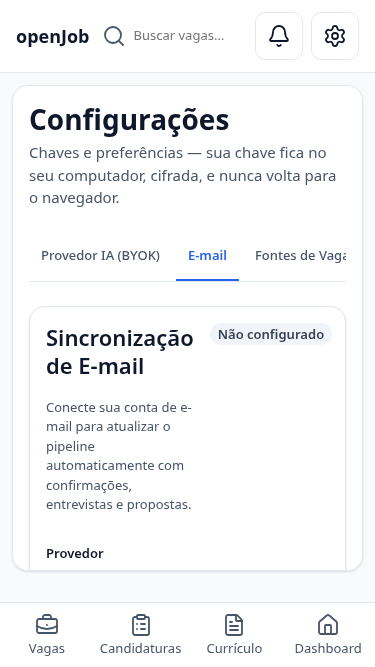 openJob
Buscar vagas...
Configurações
Chaves e preferências — sua chave fica no
seu computador, cifrada, e nunca volta para
o navegador.
Provedor IA (BYOK)
E-mail
Fontes de Vaga
Sincronização
de E-mail
Não configurado
Conecte sua conta de e-
mail para atualizar o
pipeline
automaticamente com
confirmações,
entrevistas e propostas.
Provedor
Vagas
Candidaturas
Currículo
Dashboard